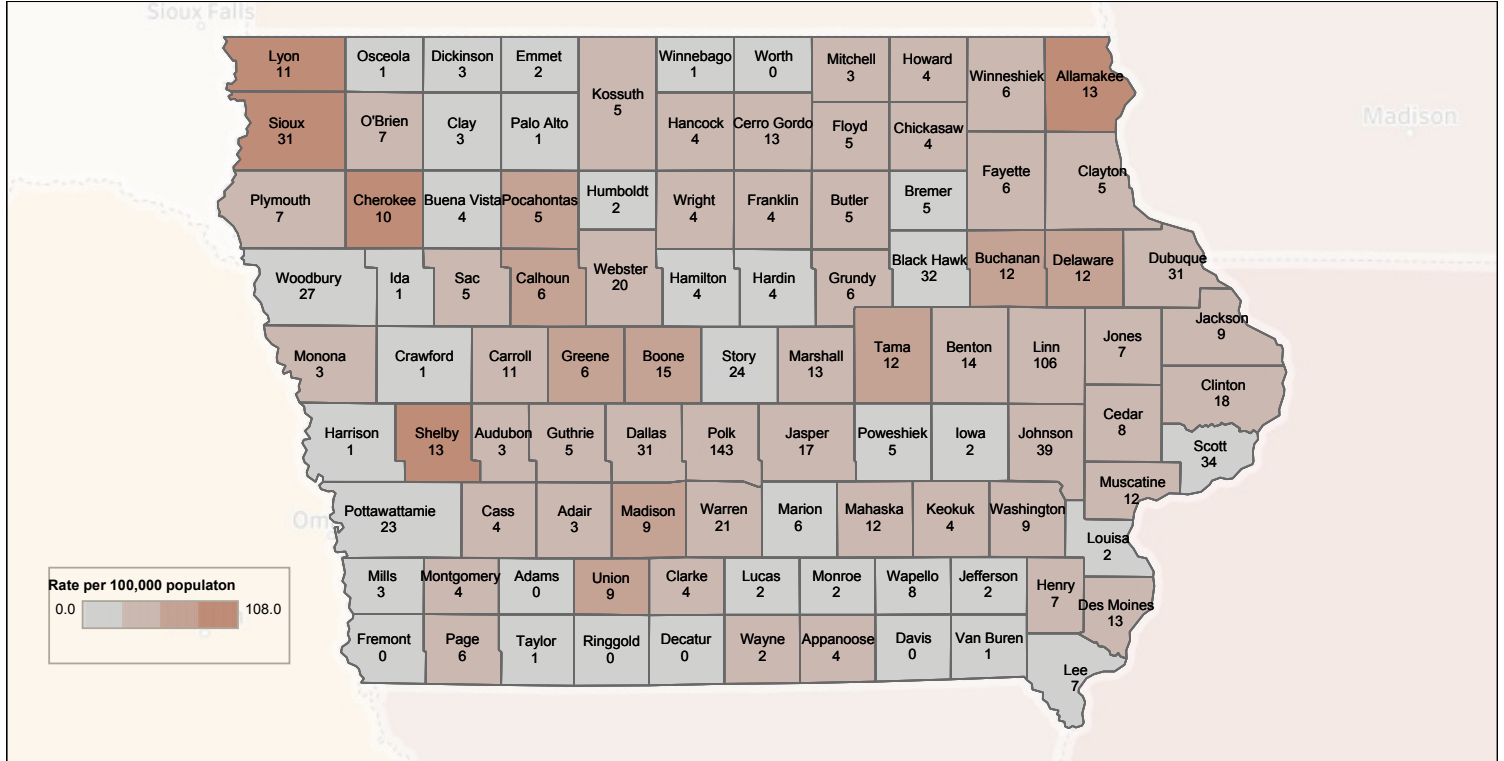 Sioux Falls
Lyon
11
Osceola
1
Dickinson
3
Emmet
2
Kossuth
5
Winnebago
1
Worth
0
Mitchell
3
Howard
4
Winneshiek
6
Allamakee
13
Sioux
31
O'Brien
7
Clay
3
Palo Alto
1
Hancock
4
Cerro Gordo
13
Floyd
5
Chickasaw
4
Madison
Plymouth
7
Cherokee
10
Buena Vista
4
Pocahontas
5
Humboldt
2
Wright
4
Franklin
4
Butler
5
Bremer
5
Fayette
6
Clayton
5
Woodbury
27
Ida
1
Sac
5
Calhoun
6
Webster
20
Hamilton
4
Hardin
4
Grundy
6
Black Hawk
32
Buchanan
12
Delaware
12
Dubuque
31
Monona
3
Crawford
1
Carroll
11
Greene
6
Boone
15
Story
24
Marshall
13
Tama
12
Benton
14
Linn
106
Jones
7
Jackson
9
Clinton
18
Harrison
1
Shelby
13
Audubon
3
Guthrie
5
Dallas
31
Polk
143
Jasper
17
Poweshiek
5
Iowa
2
Johnson
39
Cedar
8
Scott
34
Muscatine
12
Om
Pottawattamie
23
Cass
4
Adair
3
Madison
9
Warren
21
Marion
6
Mahaska
12
Keokuk
4
Washington
9
Louisa
2
Mills
3
Montgomery
4
Adams
0
Union
9
Clarke
4
Lucas
2
Monroe
2
Wapello
8
Jefferson
2
Henry
7
Des Moines
13
Fremont
0
Page
6
Taylor
1
Ringgold
0
Decatur
0
Wayne
2
Appanoose
4
Davis
0
Van Buren
1
Lee
7
Rate per 100,000 populaton
0.0
108.0